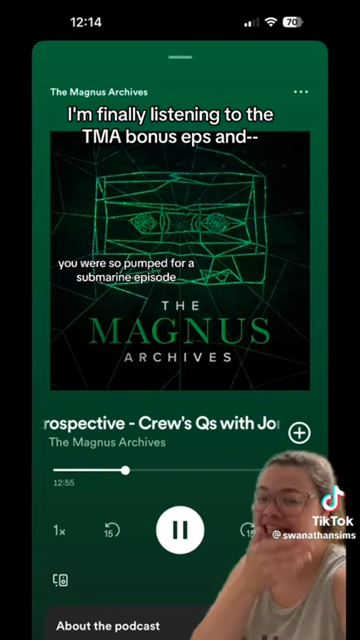 12:14
70
The Magnus Archives
I'm finally listening to the
TMA bonus eps and--
you were so pumped for a
submarine episode
THE
MAGNUS
ARCHIVES
rospective - Crew's Qs with Jo
The Magnus Archives
12:55
1x
15
15
TikTok
@swanathansims
About the podcast